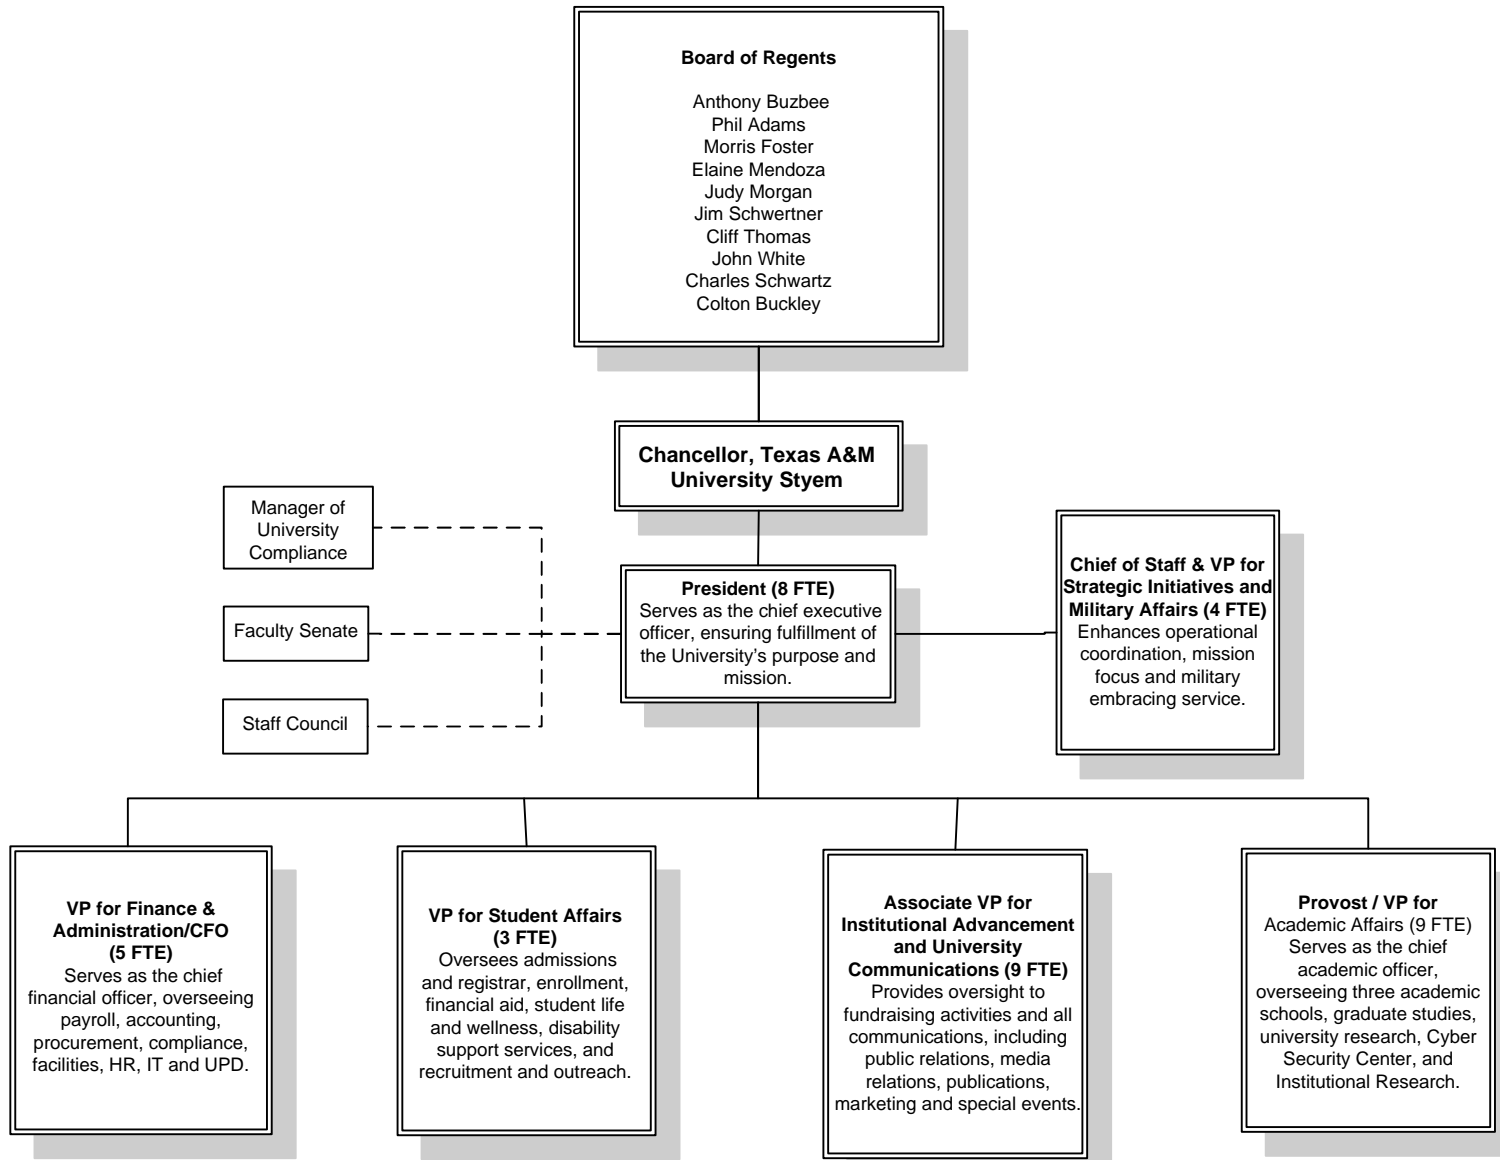 Board of Regents
Anthony Buzbee
Phil Adams
Morris Foster
Elaine Mendoza
Judy Morgan
Jim Schwertner
Cliff Thomas
John White
Charles Schwartz
Colton Buckley
Chancellor, Texas A&M
University Styem
Manager of
University
Compliance
Faculty Senate
Staff Council
President (8 FTE)
Serves as the chief executive
officer, ensuring fulfillment of
the University’s purpose and
mission.
Chief of Staff & VP for
Strategic Initiatives and
Military Affairs (4 FTE)
Enhances operational
coordination, mission
focus and military
embracing service.
VP for Finance &
Administration/CFO
(5 FTE)
Serves as the chief
financial officer, overseeing
payroll, accounting,
procurement, compliance,
facilities, HR, IT and UPD.
VP for Student Affairs
(3 FTE)
Oversees admissions
and registrar, enrollment,
financial aid, student life
and wellness, disability
support services, and
recruitment and outreach.
Associate VP for
Institutional Advancement
and University
Communications (9 FTE)
Provides oversight to
fundraising activities and all
communications, including
public relations, media
relations, publications,
marketing and special events.
Provost / VP for
Academic Affairs (9 FTE)
Serves as the chief
academic officer,
overseeing three academic
schools, graduate studies,
university research, Cyber
Security Center, and
Institutional Research.